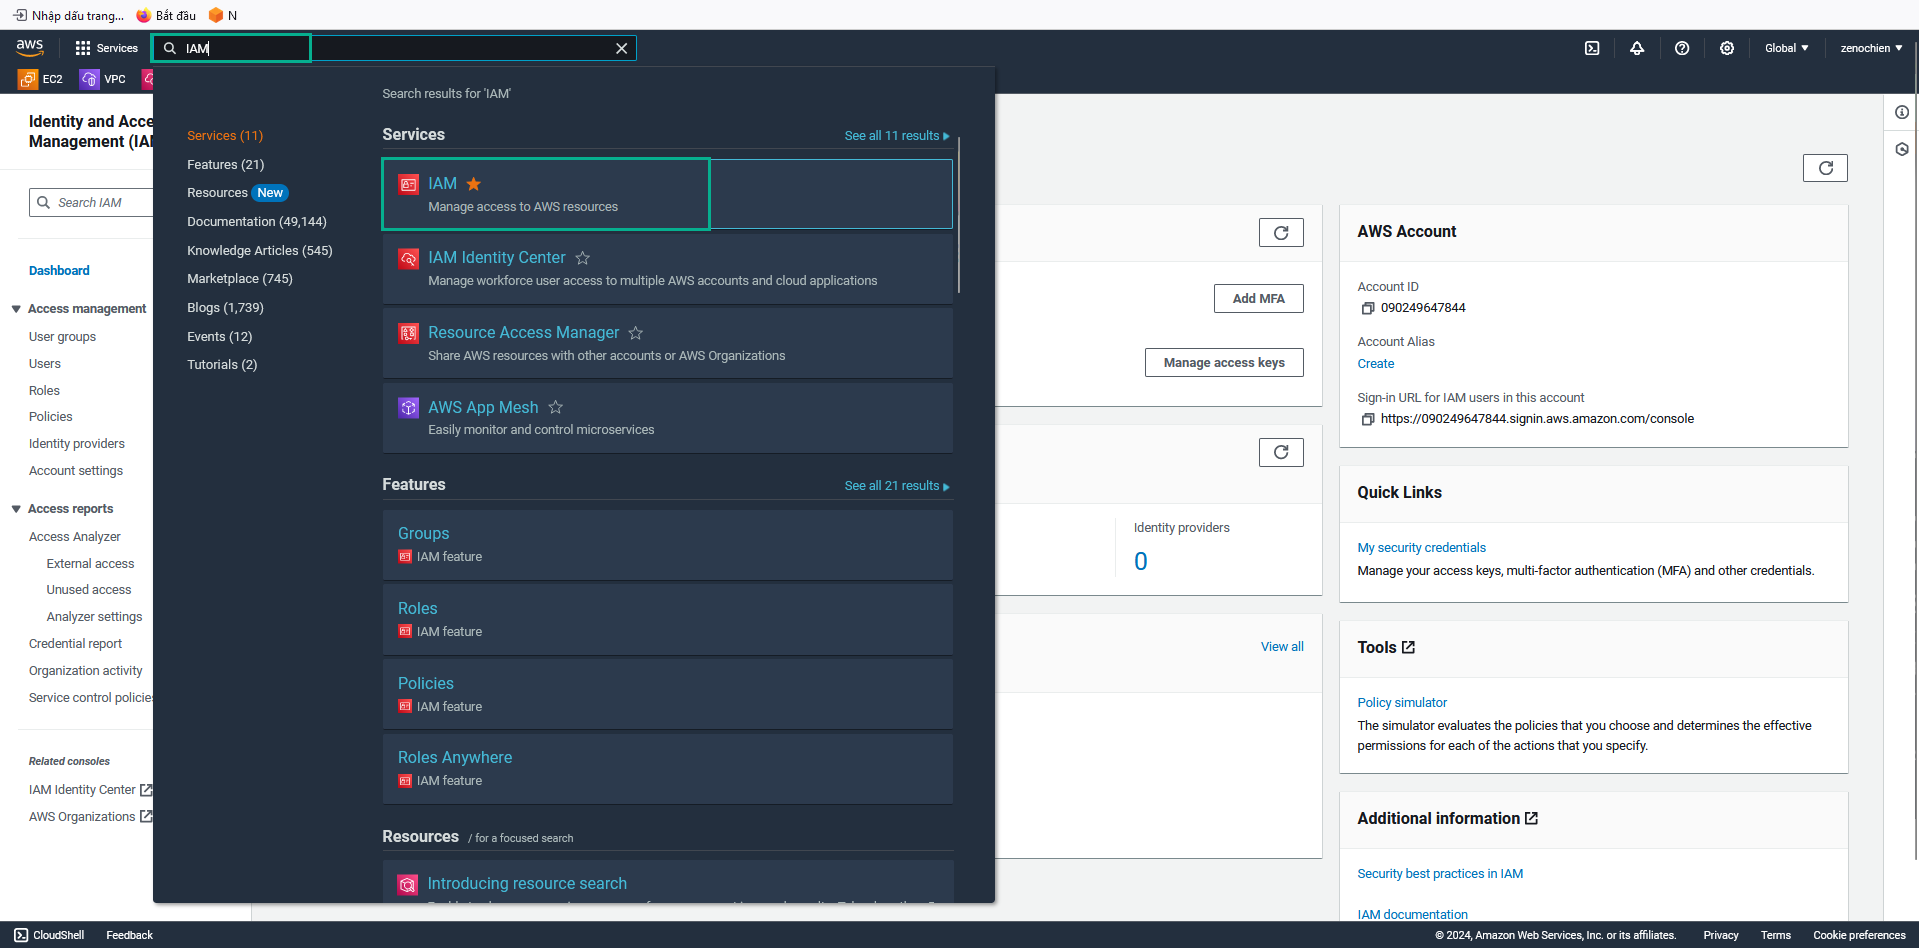 Nhập dấu trang...
Bắt đầu
N
aws
Services
IAM
Global
zenochien
EC2
VPC
Search results for 'IAM'
Services (11)
Features (21)
Resources New
Documentation (49,144)
Knowledge Articles (545)
Marketplace (745)
Blogs (1,739)
Events (12)
Tutorials (2)
Services
See all 11 results
IAM
Manage access to AWS resources
IAM Identity Center
Manage workforce user access to multiple AWS accounts and cloud applications
Resource Access Manager
Share AWS resources with other accounts or AWS Organizations
AWS App Mesh
Easily monitor and control microservices
Features
See all 21 results
Groups
IAM feature
Roles
IAM feature
Policies
IAM feature
Roles Anywhere
IAM feature
Resources / for a focused search
Introducing resource search
Identity and Acce
Management (IA
Search IAM
Dashboard
Access management
User groups
Users
Roles
Policies
Identity providers
Account settings
Access reports
Access Analyzer
External access
Unused access
Analyzer settings
Credential report
Organization activity
Service control policies
Related consoles
IAM Identity Center
AWS Organizations
Add MFA
Manage access keys
Identity providers
0
View all
AWS Account
Account ID
090249647844
Account Alias
Create
Sign-in URL for IAM users in this account
https://090249647844.signin.aws.amazon.com/console
Quick Links
My security credentials
Manage your access keys, multi-factor authentication (MFA) and other credentials.
Tools
Policy simulator
The simulator evaluates the policies that you choose and determines the effective
permissions for each of the actions that you specify.
Additional information
Security best practices in IAM
IAM documentation
CloudShell
Feedback
© 2024, Amazon Web Services, Inc. or its affiliates.
Privacy
Terms
Cookie preferences